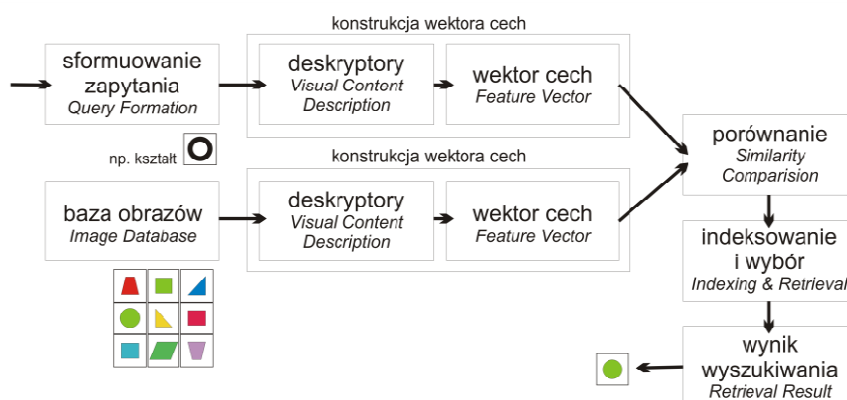 konstrukcja wektora cech
sformuowanie
zapytania
Query Formation
deskryptory
Visual Content
Description
wektor cech
Feature Vector
np. kształt
konstrukcja wektora cech
porównanie
Similarity
Comparision
baza obrazów
Image Database
deskryptory
Visual Content
Description
wektor cech
Feature Vector
indeksowanie
i wybór
Indexing & Retrieval
wynik
wyszukiwania
Retrieval Result